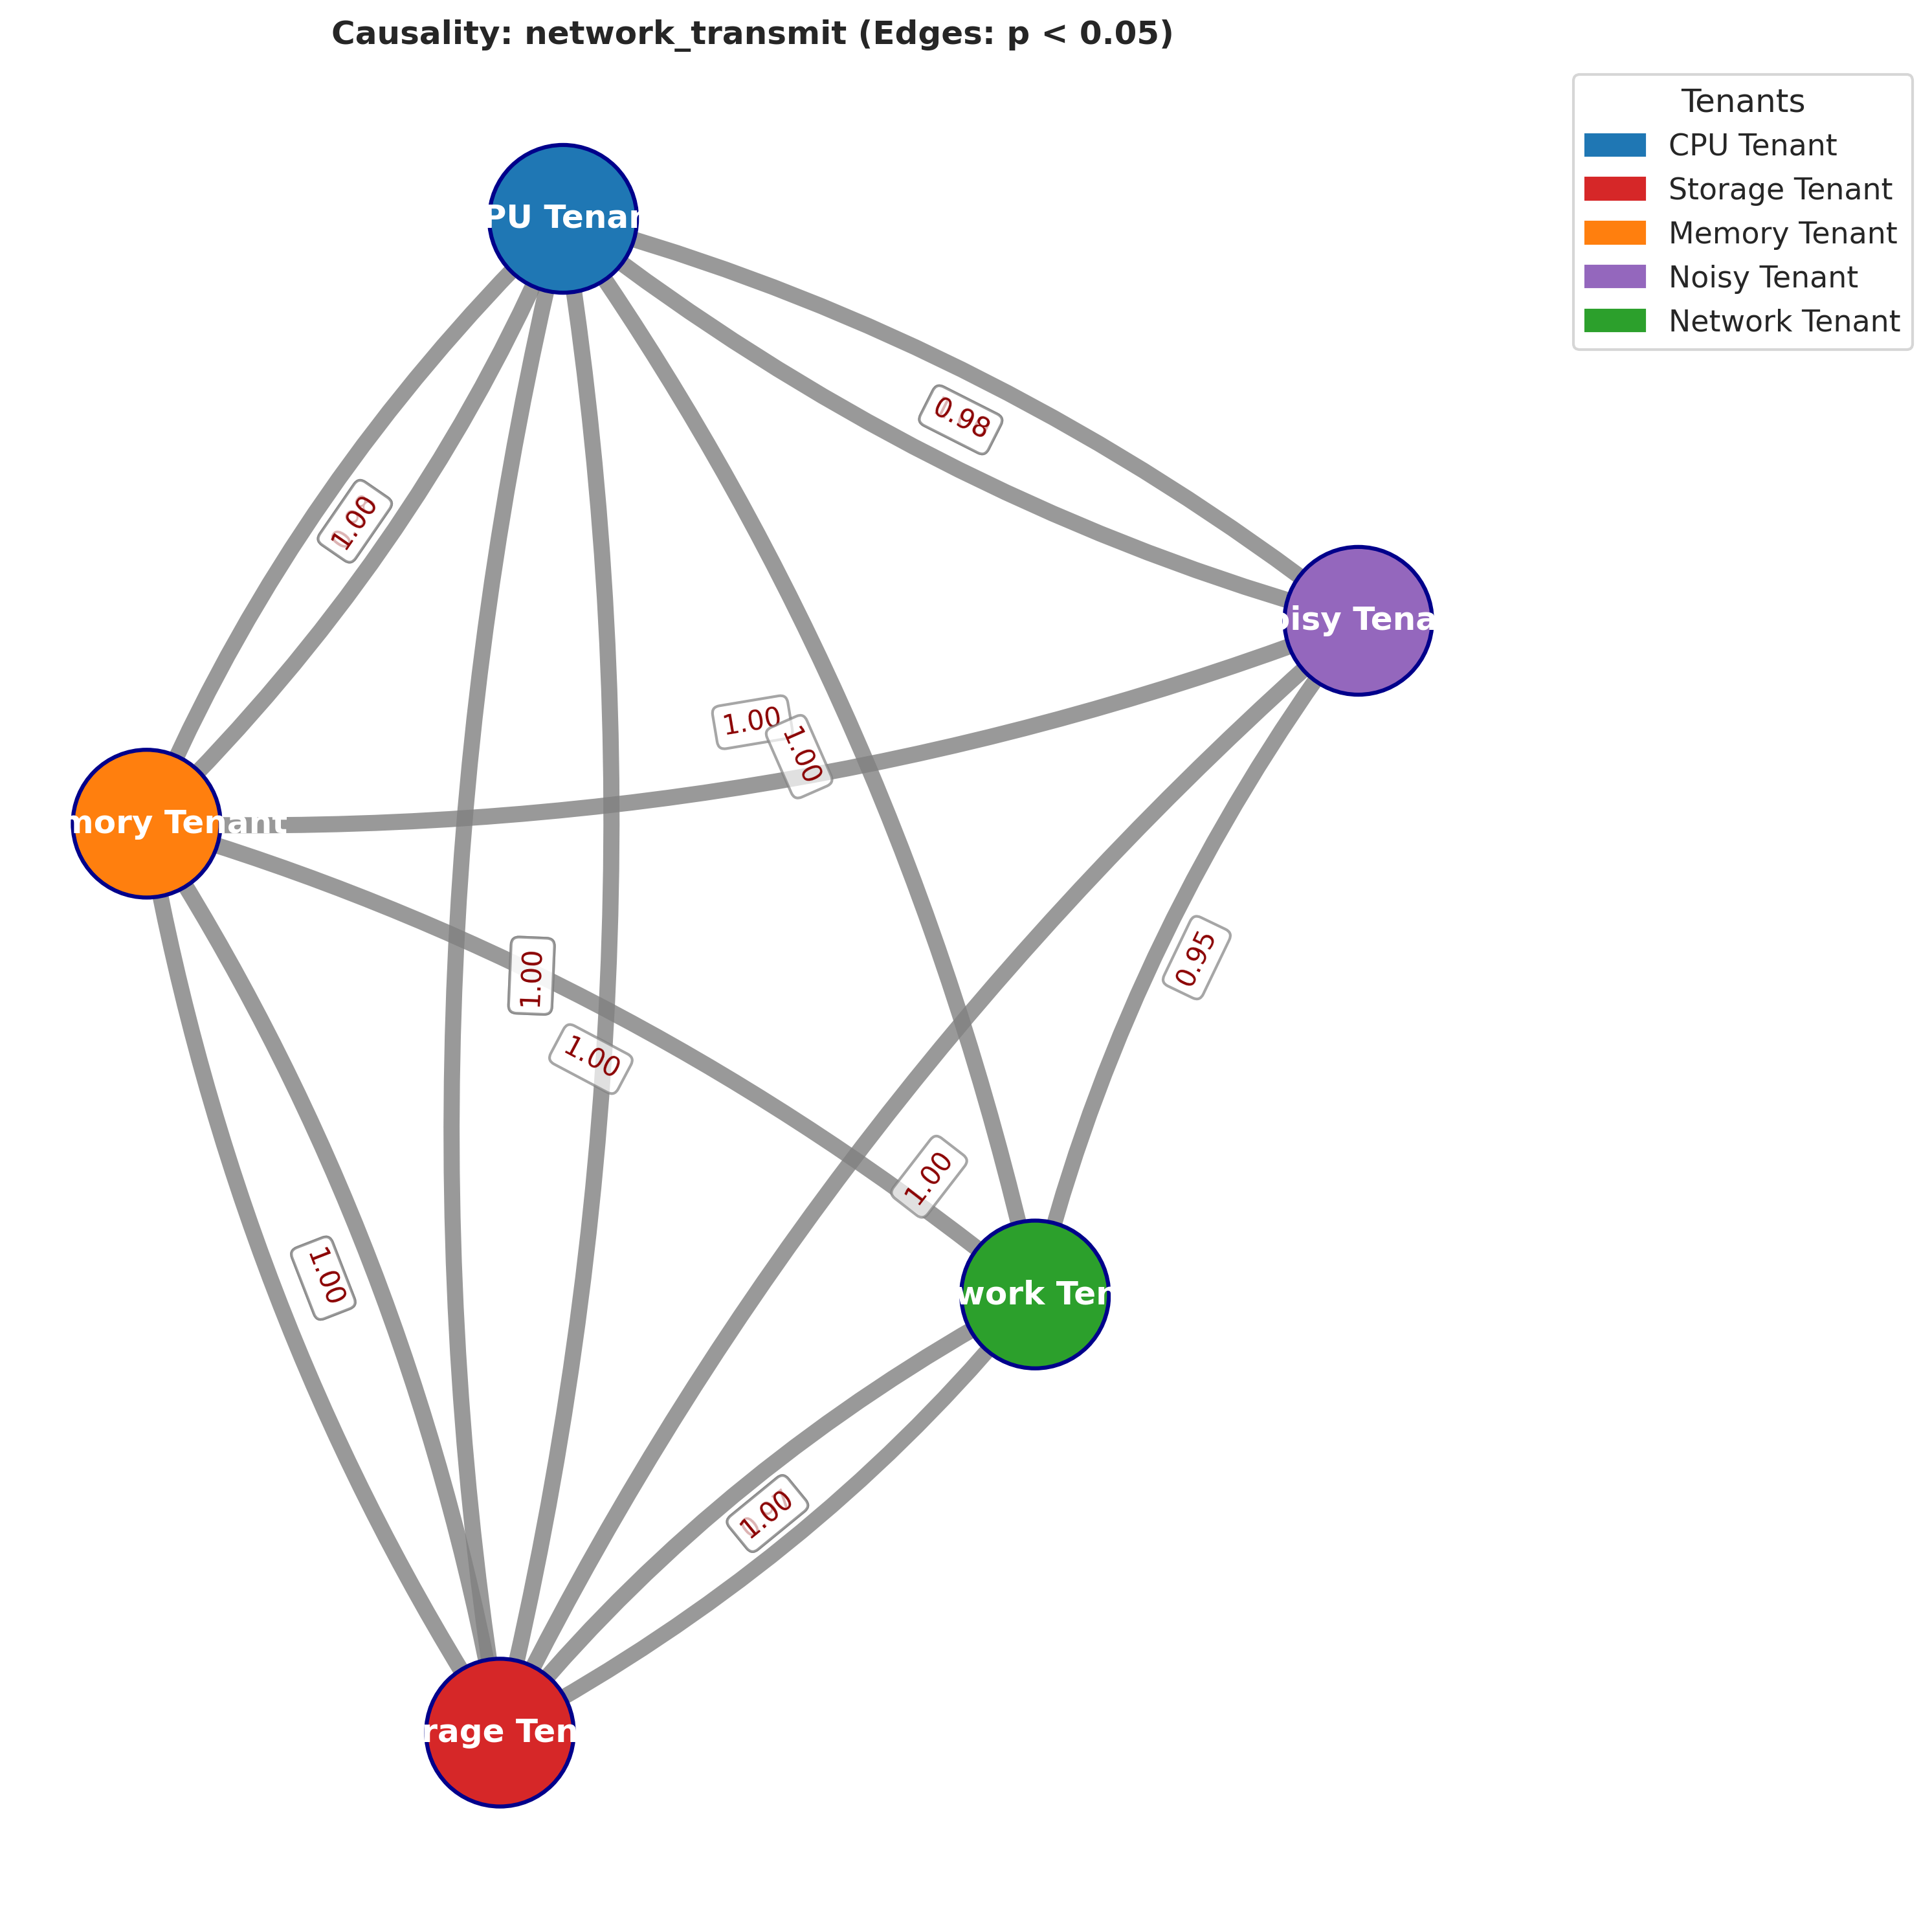 Causality: network_transmit (Edges: p < 0.05)
Tenants
CPU Tenant
Storage Tenant
Memory Tenant
Noisy Tenant
Network Tenant
PU Tenan
0.98
1.00
oisy Tena
1.00
1.00
mory Tenant
1.00
0.95
1.00
1.00
1.00
work Ten
1.00
rage Ten